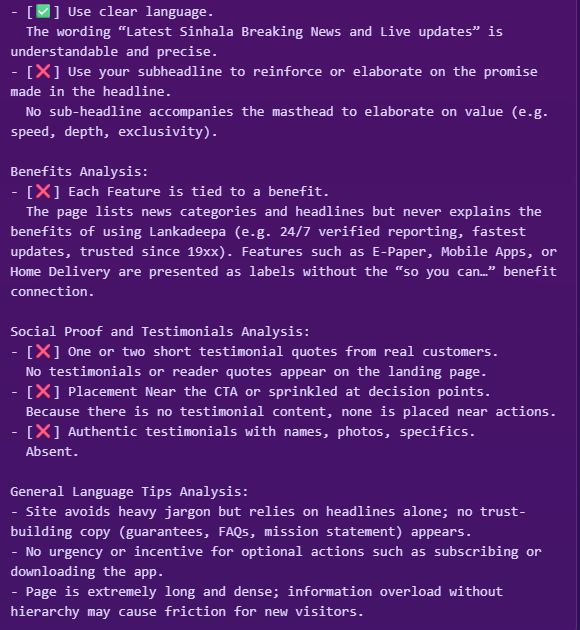 - [✅] Use clear language.
The wording “Latest Sinhala Breaking News and Live updates” is
understandable and precise.
- [❌] Use your subheadline to reinforce or elaborate on the promise
made in the headline.
No sub-headline accompanies the masthead to elaborate on value (e.g.
speed, depth, exclusivity).
Benefits Analysis:
- [❌] Each Feature is tied to a benefit.
The page lists news categories and headlines but never explains the
benefits of using Lankadeepa (e.g. 24/7 verified reporting, fastest
updates, trusted since 19xx). Features such as E-Paper, Mobile Apps, or
Home Delivery are presented as labels without the “so you can…” benefit
connection.
Social Proof and Testimonials Analysis:
- [❌] One or two short testimonial quotes from real customers.
No testimonials or reader quotes appear on the landing page.
- [❌] Placement Near the CTA or sprinkled at decision points.
Because there is no testimonial content, none is placed near actions.
- [❌] Authentic testimonials with names, photos, specifics.
Absent.
General Language Tips Analysis:
- Site avoids heavy jargon but relies on headlines alone; no trust-
building copy (guarantees, FAQs, mission statement) appears.
- No urgency or incentive for optional actions such as subscribing or
downloading the app.
- Page is extremely long and dense; information overload without
hierarchy may cause friction for new visitors.